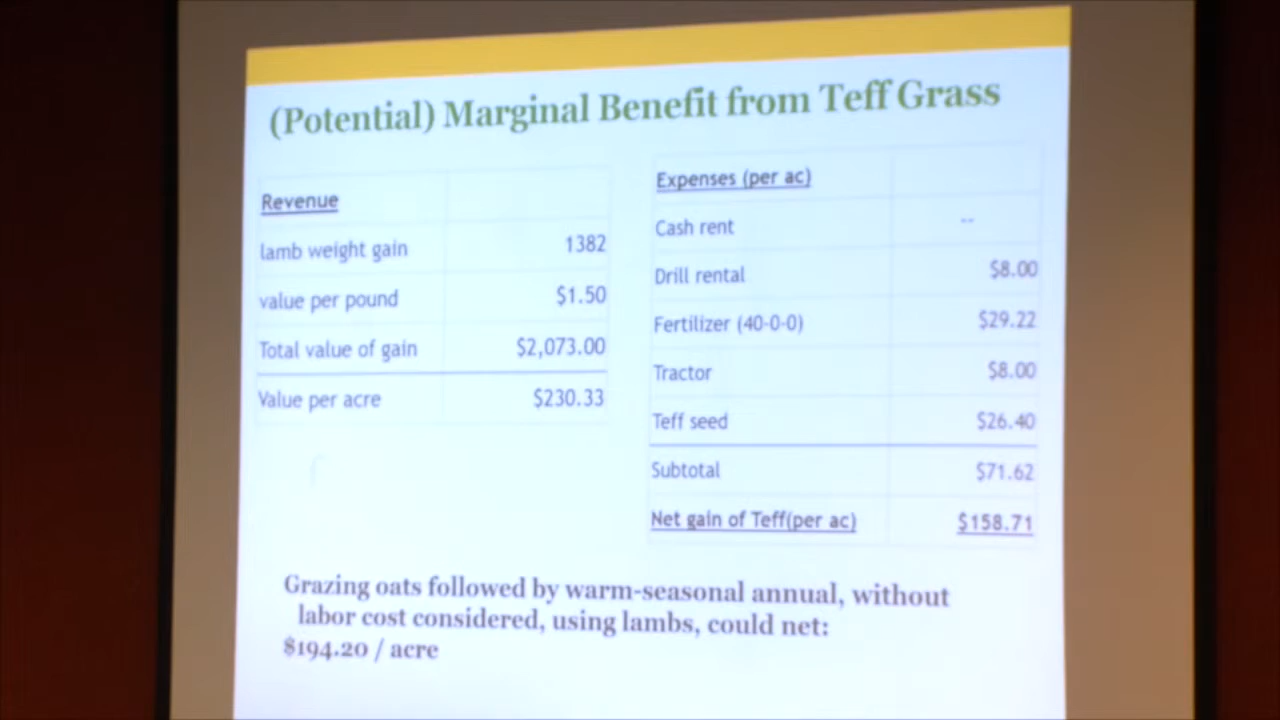 (Potential) Marginal Benefit from Teff Grass
Revenue
lamb weight gain 1382
value per pound $1.50
Total value of gain $2,073.00
Value per acre $230.33
Expenses (per ac)
Cash rent --
Drill rental $8.00
Fertilizer (40-0-0) $29.22
Tractor $8.00
Teff seed $26.40
Subtotal $71.62
Net gain of Teff(per ac) $158.71
Grazing oats followed by warm-seasonal annual, without
labor cost considered, using lambs, could net:
$194.20 / acre